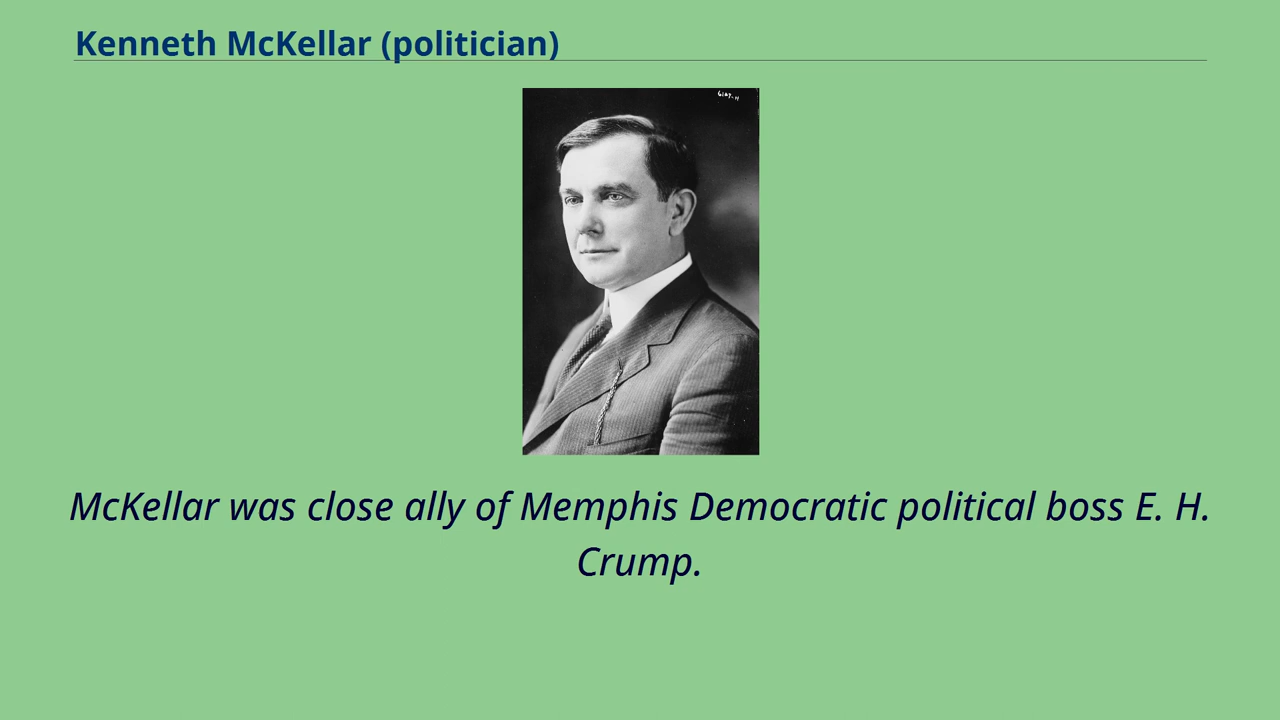 Kenneth McKellar (politician)
McKellar was close ally of Memphis Democratic political boss E. H.
Crump.